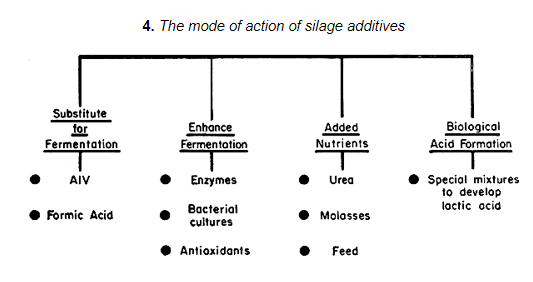 4. The mode of action of silage additives
Substitute
for
Fermentation
AIV
Formic Acid
Enhance
Fermentation
Enzymes
Bacterial
cultures
Antioxidants
Added
Nutrients
Urea
Molasses
Feed
Biological
Acid Formation
Special mixtures
to develop
lactic acid